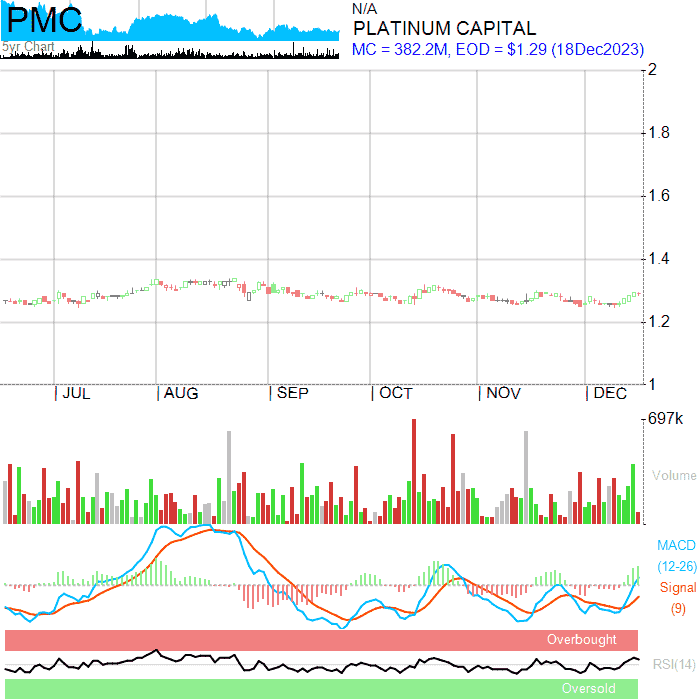 PMC
5yr Chart
N/A
PLATINUM CAPITAL
MC = 382.2M, EOD = $1.29 (18Dec2023)
2
1.8
1.6
1.4
1.2
1
JUL
AUG
SEP
OCT
NOV
DEC
697k
Volume
MACD
(12-26)
Signal
(9)
Overbought
RSI(14)
Oversold